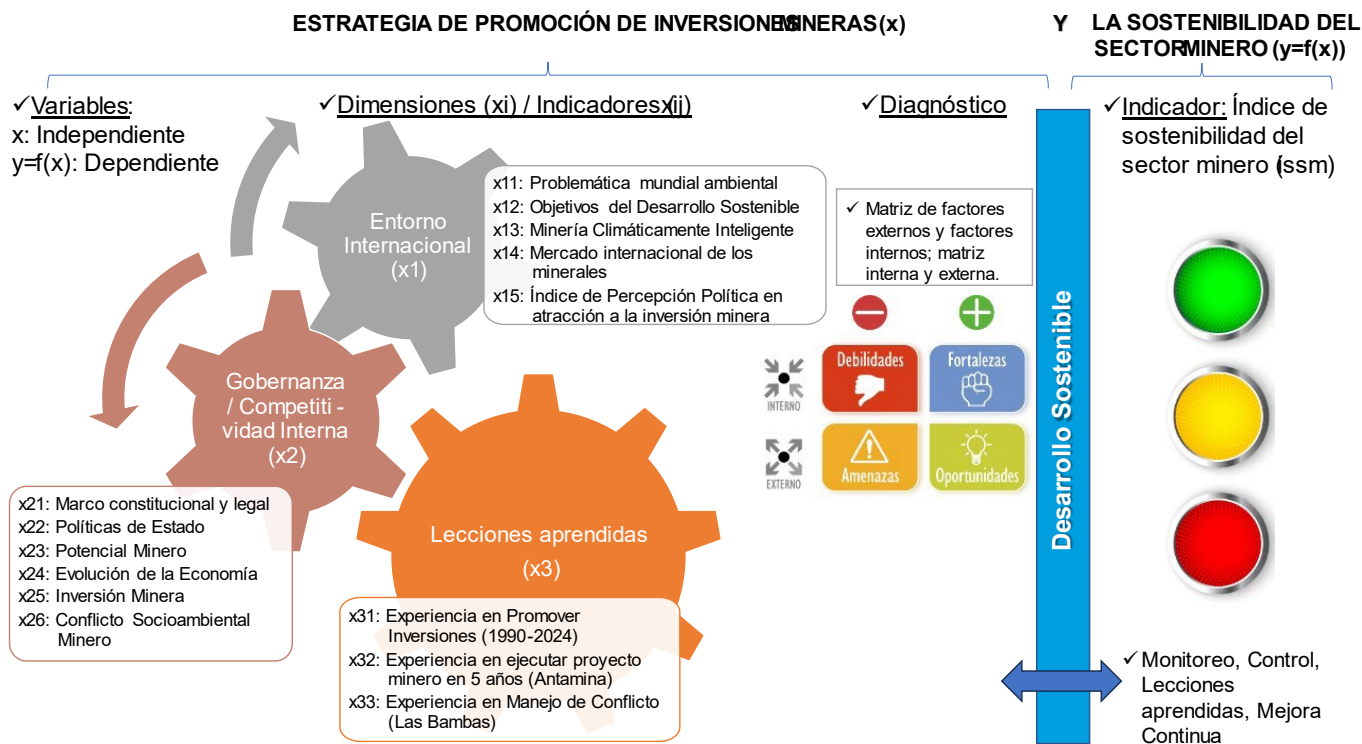 ESTRATEGIA DE PROMOCIÓN DE INVERSIONES MINERAS (x)
Y LA SOSTENIBILIDAD DEL
SECTOR MINERO (y=f(x))
✓Variables:
x: Independiente
y=f(x): Dependiente
✓Dimensiones (xi) / Indicadores x(ij)
✓Diagnóstico
✓Indicador: Índice de
sostenibilidad del
sector minero (ssm)
Entorno
Internacional
(x1)
x11: Problemática mundial ambiental
x12: Objetivos del Desarrollo Sostenible
x13: Minería Climáticamente Inteligente
x14: Mercado internacional de los
minerales
x15: Índice de Percepción Política en
atracción a la inversión minera
✓ Matriz de factores
externos y factores
internos; matriz
interna y externa.
Gobernanza
/ Competiti -
vidad Interna
(x2)
x21: Marco constitucional y legal
x22: Políticas de Estado
x23: Potencial Minero
x24: Evolución de la Economía
x25: Inversión Minera
x26: Conflicto Socioambiental
Minero
Lecciones aprendidas
(x3)
x31: Experiencia en Promover
Inversiones (1990-2024)
x32: Experiencia en ejecutar proyecto
minero en 5 años (Antamina)
x33: Experiencia en Manejo de Conflicto
(Las Bambas)
INTERNO
Debilidades
Fortalezas
EXTERNO
Amenazas
Oportunidades
Desarrollo Sostenible
✓Monitoreo, Control,
Lecciones
aprendidas, Mejora
Continua